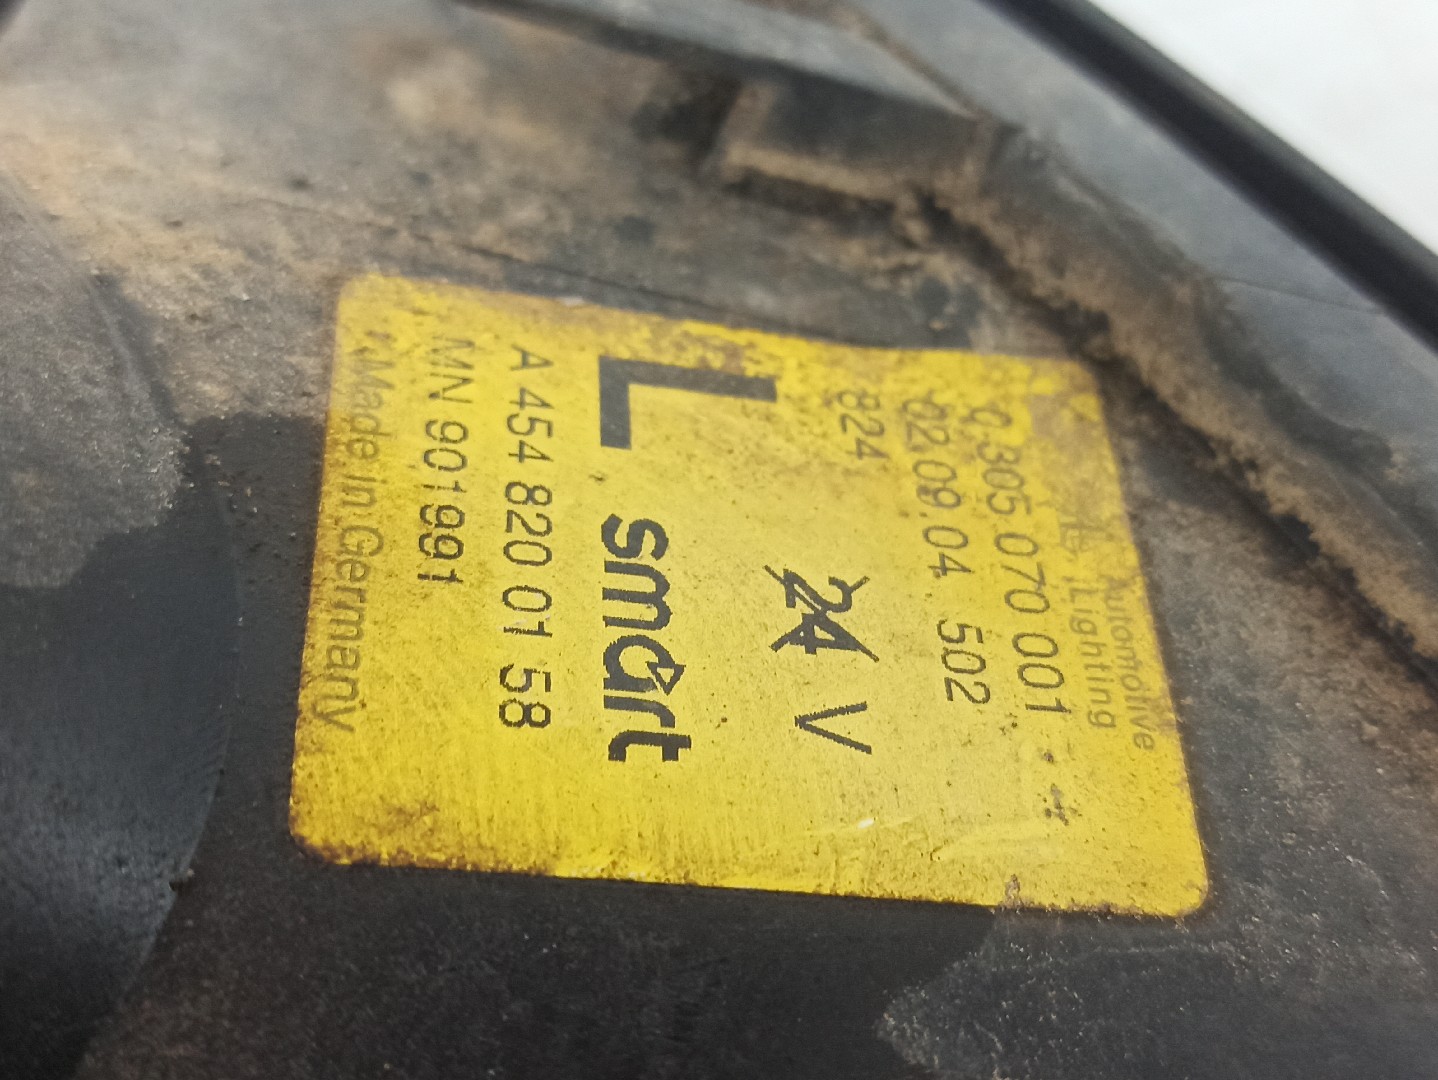 Automotive
Lighting
0.305.070 001
02.09.04 502
824
24 V
L smart
A 454 820 01 58
MN 901991
Made in Germany